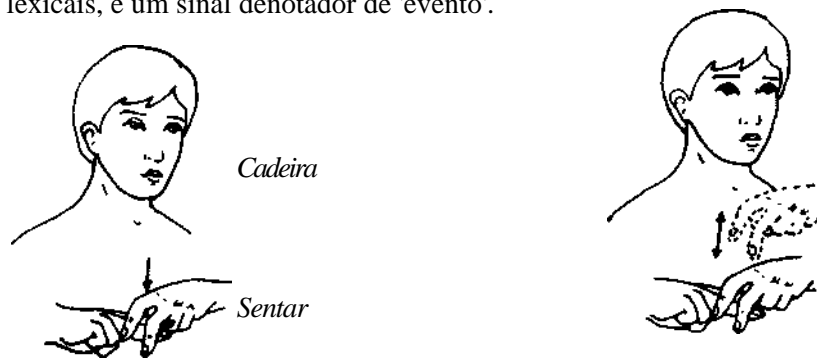 lexicais, é um sinal denotador de 'evento'.
Cadeira
Sentar